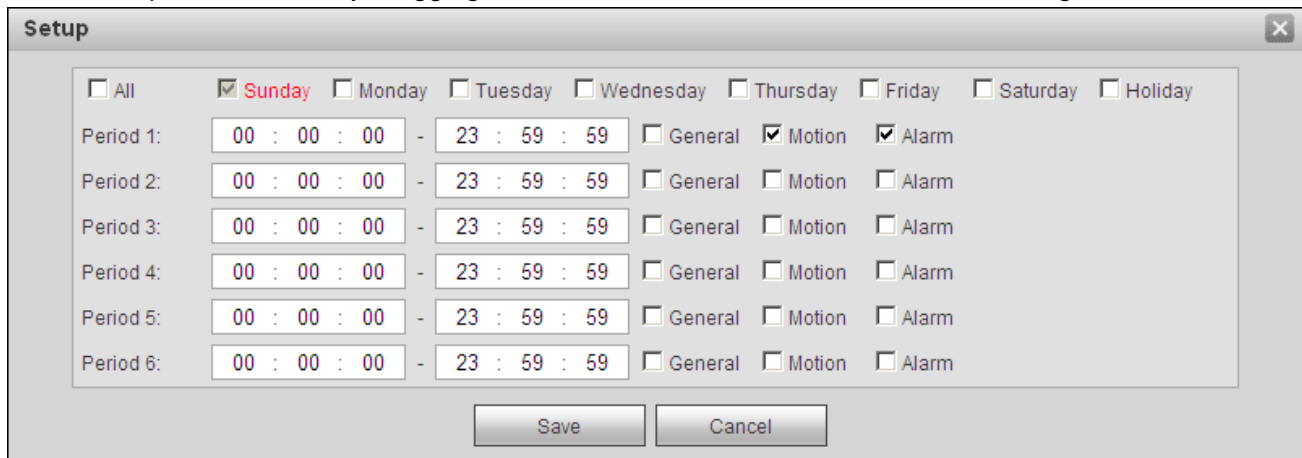 Setup
All Sunday Monday Tuesday Wednesday Thursday Friday Saturday Holiday
Period 1: 00 : 00 : 00 - 23 : 59 : 59 General Motion Alarm
Period 2: 00 : 00 : 00 - 23 : 59 : 59 General Motion Alarm
Period 3: 00 : 00 : 00 - 23 : 59 : 59 General Motion Alarm
Period 4: 00 : 00 : 00 - 23 : 59 : 59 General Motion Alarm
Period 5: 00 : 00 : 00 - 23 : 59 : 59 General Motion Alarm
Period 6: 00 : 00 : 00 - 23 : 59 : 59 General Motion Alarm
Save Cancel